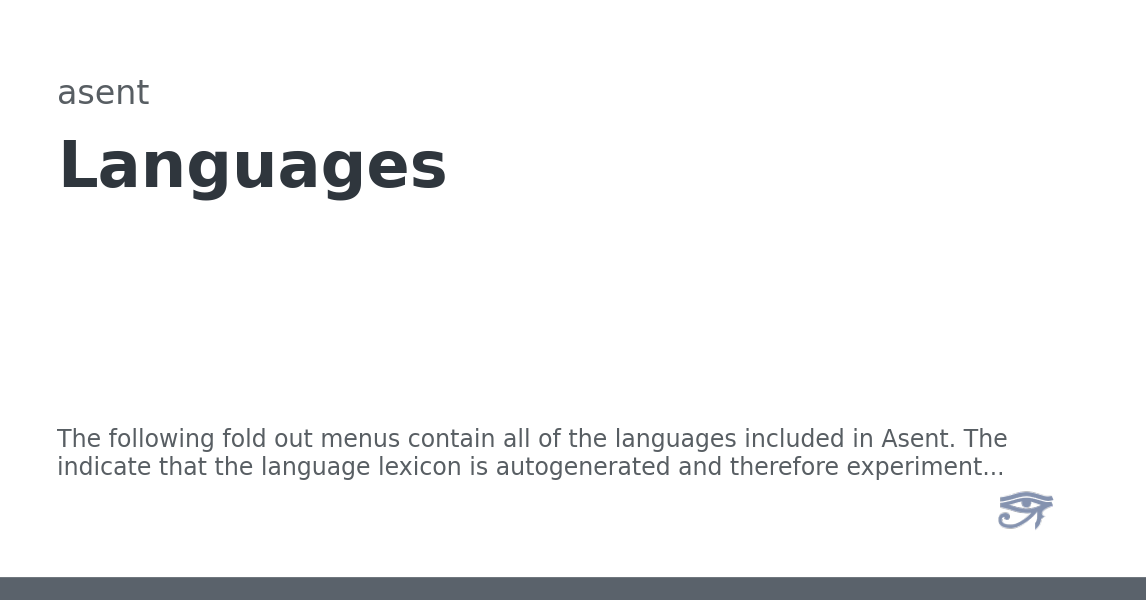 asent
Languages
The following fold out menus contain all of the languages included in Asent. The
indicate that the language lexicon is autogenerated and therefore experiment...